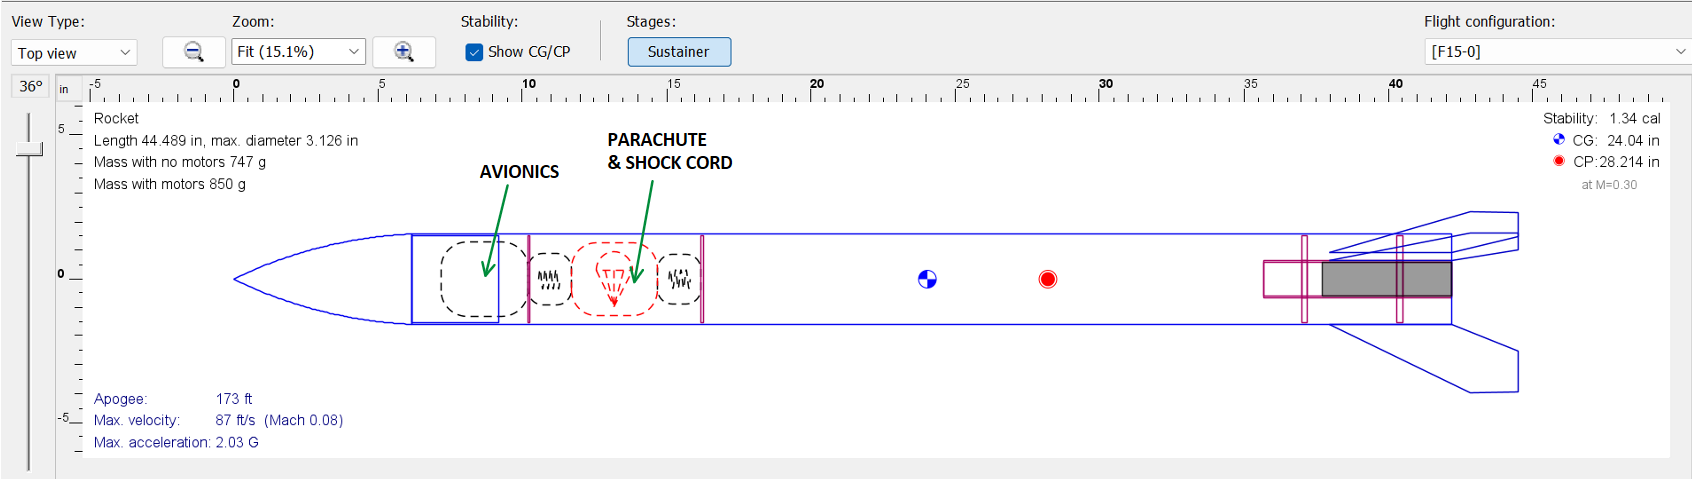 View Type:
Zoom:
Stability:
Stages:
Flight configuration:
Top view
Fit (15.1%)
Show CG/CP
Sustainer
[F15-0]
36º
in
-5 0 5 10 15 20 25 30 35 40 45
5
0
-5
Rocket
Length 44.489 in, max. diameter 3.126 in
Mass with no motors 747 g
Mass with motors 850 g
AVIONICS
PARACHUTE
& SHOCK CORD
Stability: 1.34 cal
CG: 24.04 in
CP:28.214 in
at M=0.30
Apogee: 173 ft
Max. velocity: 87 ft/s (Mach 0.08)
Max. acceleration: 2.03 G